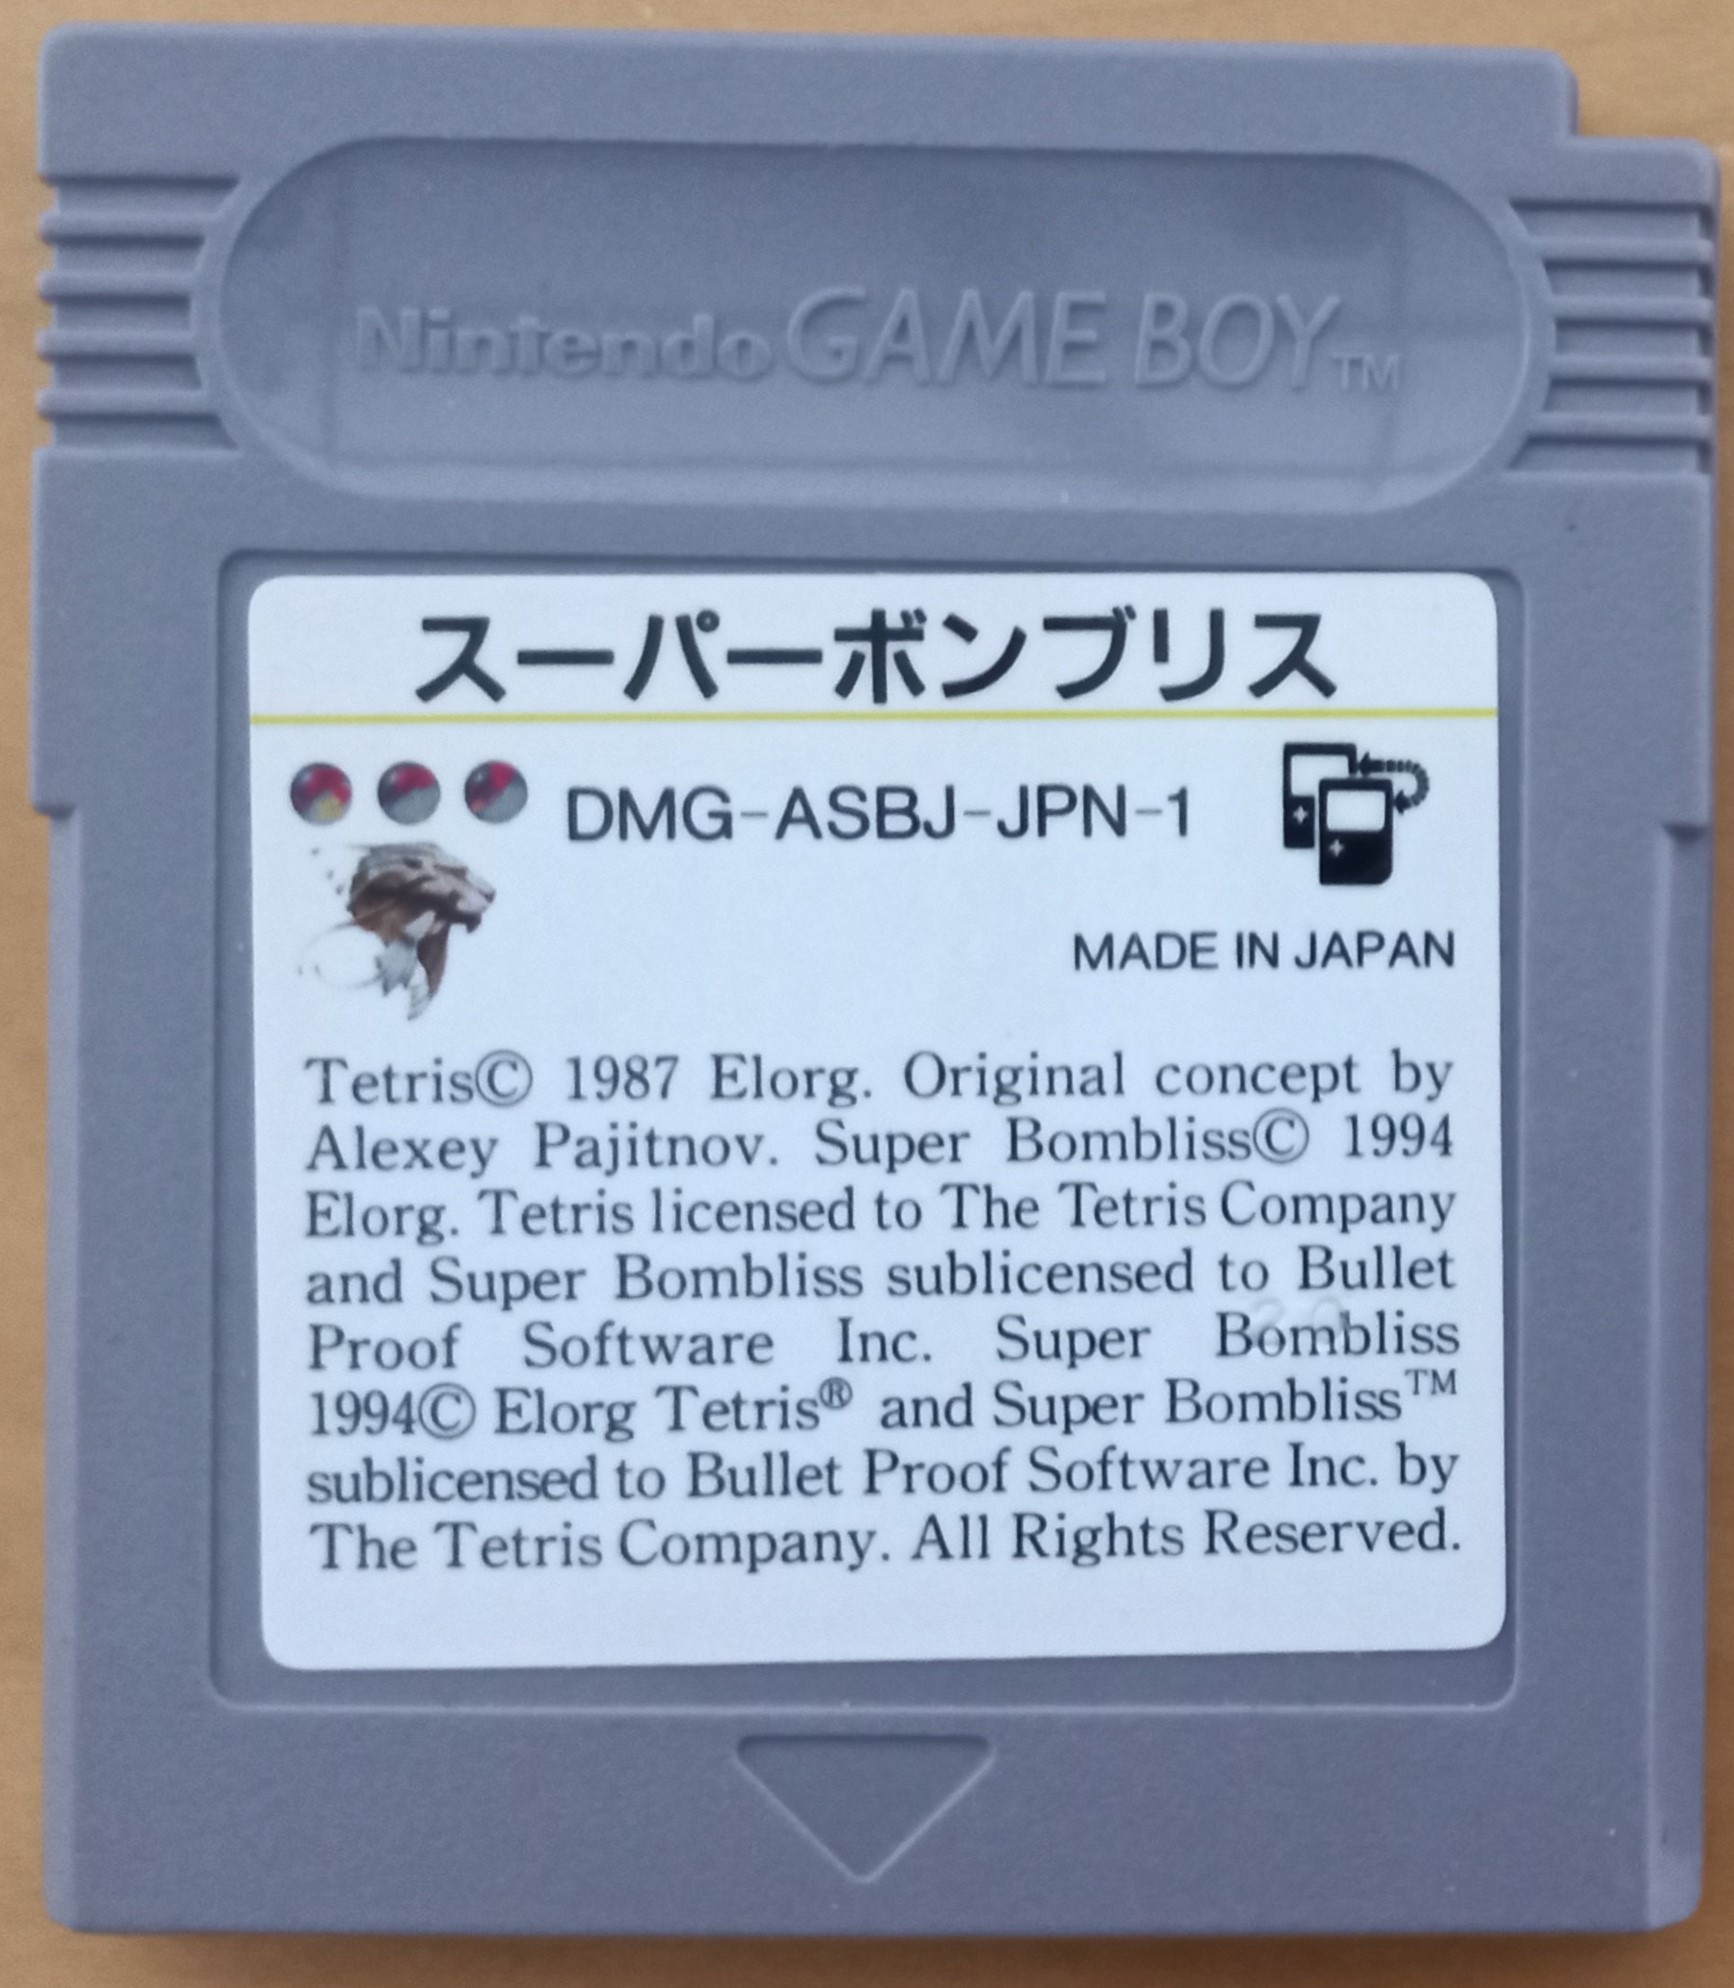 Nintendo GAME BOY™
スーパーボンブリス
DMG-ASBJ-JPN-1
MADE IN JAPAN
Tetris© 1987 Elorg. Original concept by
Alexey Pajitnov. Super Bombliss© 1994
Elorg. Tetris licensed to The Tetris Company
and Super Bombliss sublicensed to Bullet
Proof Software Inc. Super Bombliss
1994© Elorg Tetris® and Super Bombliss™
sublicensed to Bullet Proof Software Inc. by
The Tetris Company. All Rights Reserved.